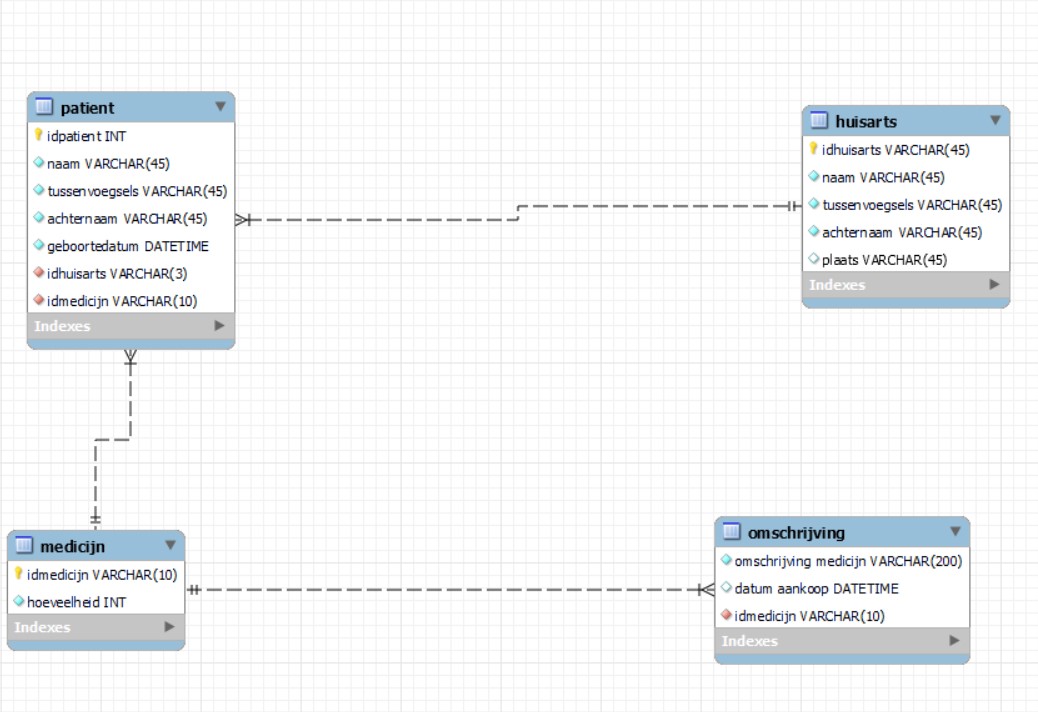 patient
idpatient INT
naam VARCHAR(45)
tussenvoegsels VARCHAR(45)
achternaam VARCHAR(45)
geboortedatum DATETIME
idhuisarts VARCHAR(3)
idmedicijn VARCHAR(10)
Indexes
huisarts
idhuisarts VARCHAR(45)
naam VARCHAR(45)
tussenvoegsels VARCHAR(45)
achternaam VARCHAR(45)
plaats VARCHAR(45)
Indexes
medicijn
idmedicijn VARCHAR(10)
hoeveelheid INT
Indexes
omschrijving
omschrijving medicijn VARCHAR(200)
datum aankoop DATETIME
idmedicijn VARCHAR(10)
Indexes